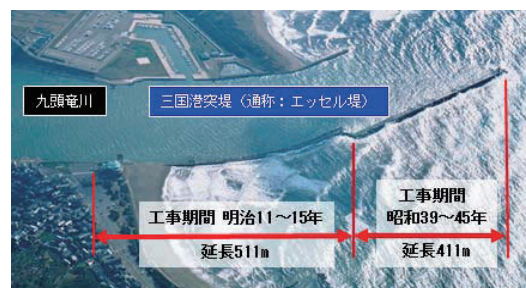 九頭竜川
三国港突堤（通称：エッセル堤）
工事期間 明治11～15年
延長511m
工事期間
昭和39～45年
延長411m